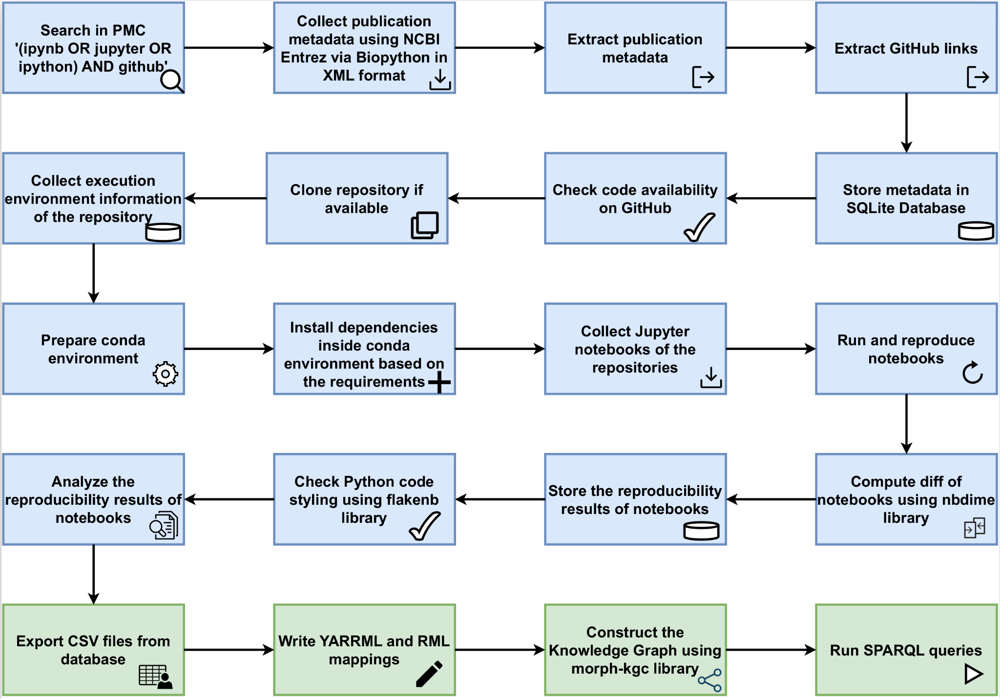 Search in PMC
'(ipynb OR jupyter OR
ipython) AND github'
Collect publication
metadata using NCBI
Entrez via Biopython in
XML format
Extract publication
metadata
Extract GitHub links
Collect execution
environment information
of the repository
Clone repository if
available
Check code availability
on GitHub
Store metadata in
SQLite Database
Prepare conda
environment
Install dependencies
inside conda
environment based on
the requirements
Collect Jupyter
notebooks of the
repositories
Run and reproduce
notebooks
Analyze the
reproducibility results of
notebooks
Check Python code
styling using flakenb
library
Store the reproducibility
results of notebooks
Compute diff of
notebooks using nbdime
library
Export CSV files from
database
Write YARRML and RML
mappings
Construct the
Knowledge Graph using
morph-kgc library
Run SPARQL queries